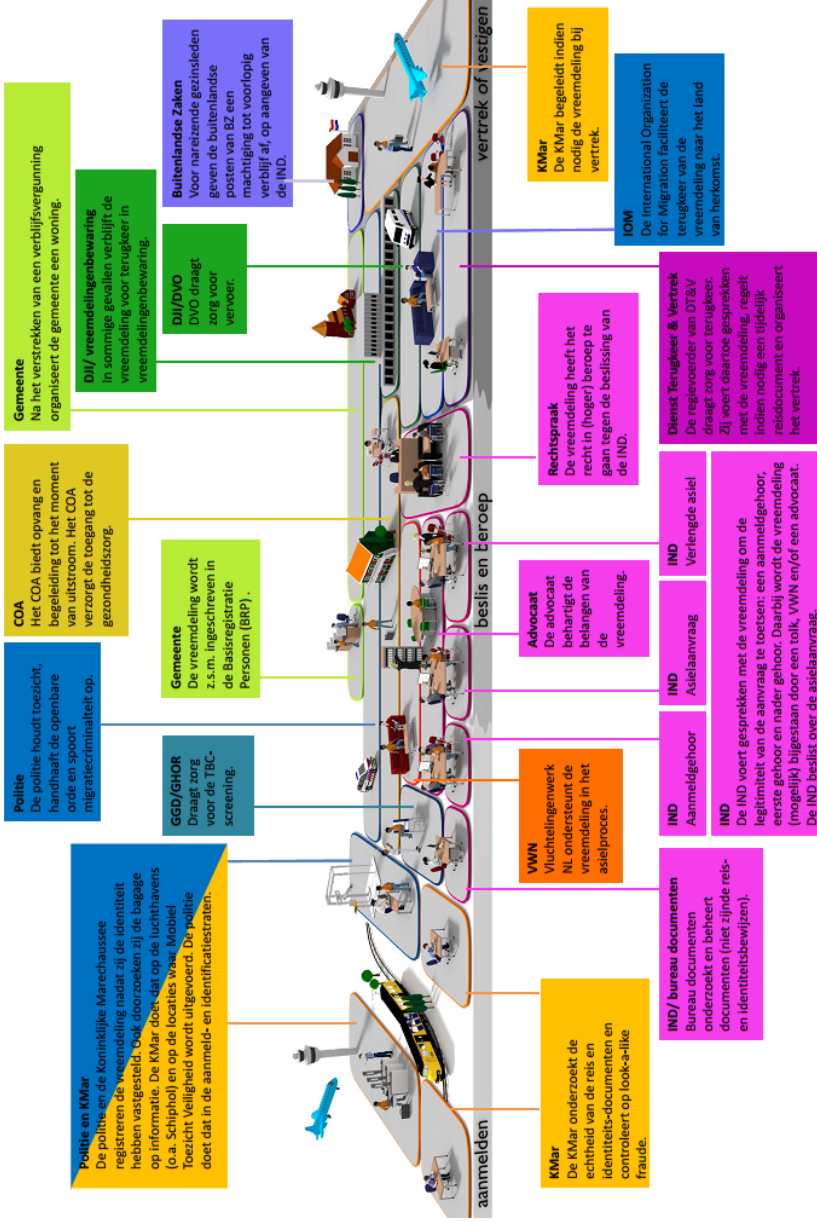 Politie en KMar
De politie en de Koninklijke Marechaussee
registreren de vreemdeling nadat zij de identiteit
hebben vastgesteld. Ook doorzoeken zij de bagage
op informatie. De KMar doet dat op de luchthavens
(o.a. Schiphol) en op de locaties waar Mobiel
Toezicht Veiligheid wordt uitgevoerd. De politie
doet dat in de aanmeld- en identificatiestraten.
Politie
De politie houdt toezicht,
handhaaft de openbare
orde en spoort
migratiecriminalteit op.
GGD/GHOR
Draagt zorg
voor de TBC-
screening.
COA
Het COA biedt opvang en
begeleiding tot het moment
van uitstroom. Het COA
verzorgt de toegang tot de
gezondheidszorg.
Gemeente
De vreemdeling wordt
z.s.m. ingeschreven in
de Basisregistratie
Personen (BRP) .
Gemeente
Na het verstrekken van een verblijfsvergunning
organiseert de gemeente een woning.
DJI/ vreemdelingenbewaring
In sommige gevallen verblijft de
vreemdeling voor terugkeer in
vreemdelingenbewaring.
DJI/DVO
DVO draagt
zorg voor
vervoer.
Buitenlandse Zaken
Voor nareizende gezinsleden
geven de buitenlandse
posten van BZ een
machtiging tot voorlopig
verblijf af, op aangeven van
de IND.
aanmelden
beslis en beroep
vertrek of vestigen
KMar
De KMar onderzoekt de
echtheid van de reis en
identiteits-documenten en
controleert op look-a-like
fraude.
IND/ bureau documenten
Bureau documenten
onderzoekt en beheert
documenten (niet zijnde reis-
en identiteitsbewijzen).
VWN
Vluchtelingenwerk
NL ondersteunt de
vreemdeling in het
asielproces.
Advocaat
De advocaat
behartigt de
belangen van
de
vreemdeling.
IND
Aanmeldgehoor
IND
Asielaanvraag
IND
Verlengde asiel
IND
De IND voert gesprekken met de vreemdeling om de
legitimiteit van de aanvraag te toetsen: een aanmeldgehoor,
eerste gehoor en nader gehoor. Daarbij wordt de vreemdeling
(mogelijk) bijgestaan door een tolk, VWN en/of een advocaat.
De IND beslist over de asielaanvraag.
Rechtspraak
De vreemdeling heeft het
recht in (hoger) beroep te
gaan tegen de beslissing van
de IND.
Dienst Terugkeer & Vertrek
De regievoerder van DT&V
draagt zorg voor terugkeer.
Zij voert daartoe gesprekken
met de vreemdeling, regelt
indien nodig een tijdelijk
reisdocument en organiseert
het vertrek.
IOM
De International Organization
for Migration faciliteert de
terugkeer van de
vreemdeling naar het land
van herkomst.
KMar
De KMar begeleidt indien
nodig de vreemdeling bij
vertrek.